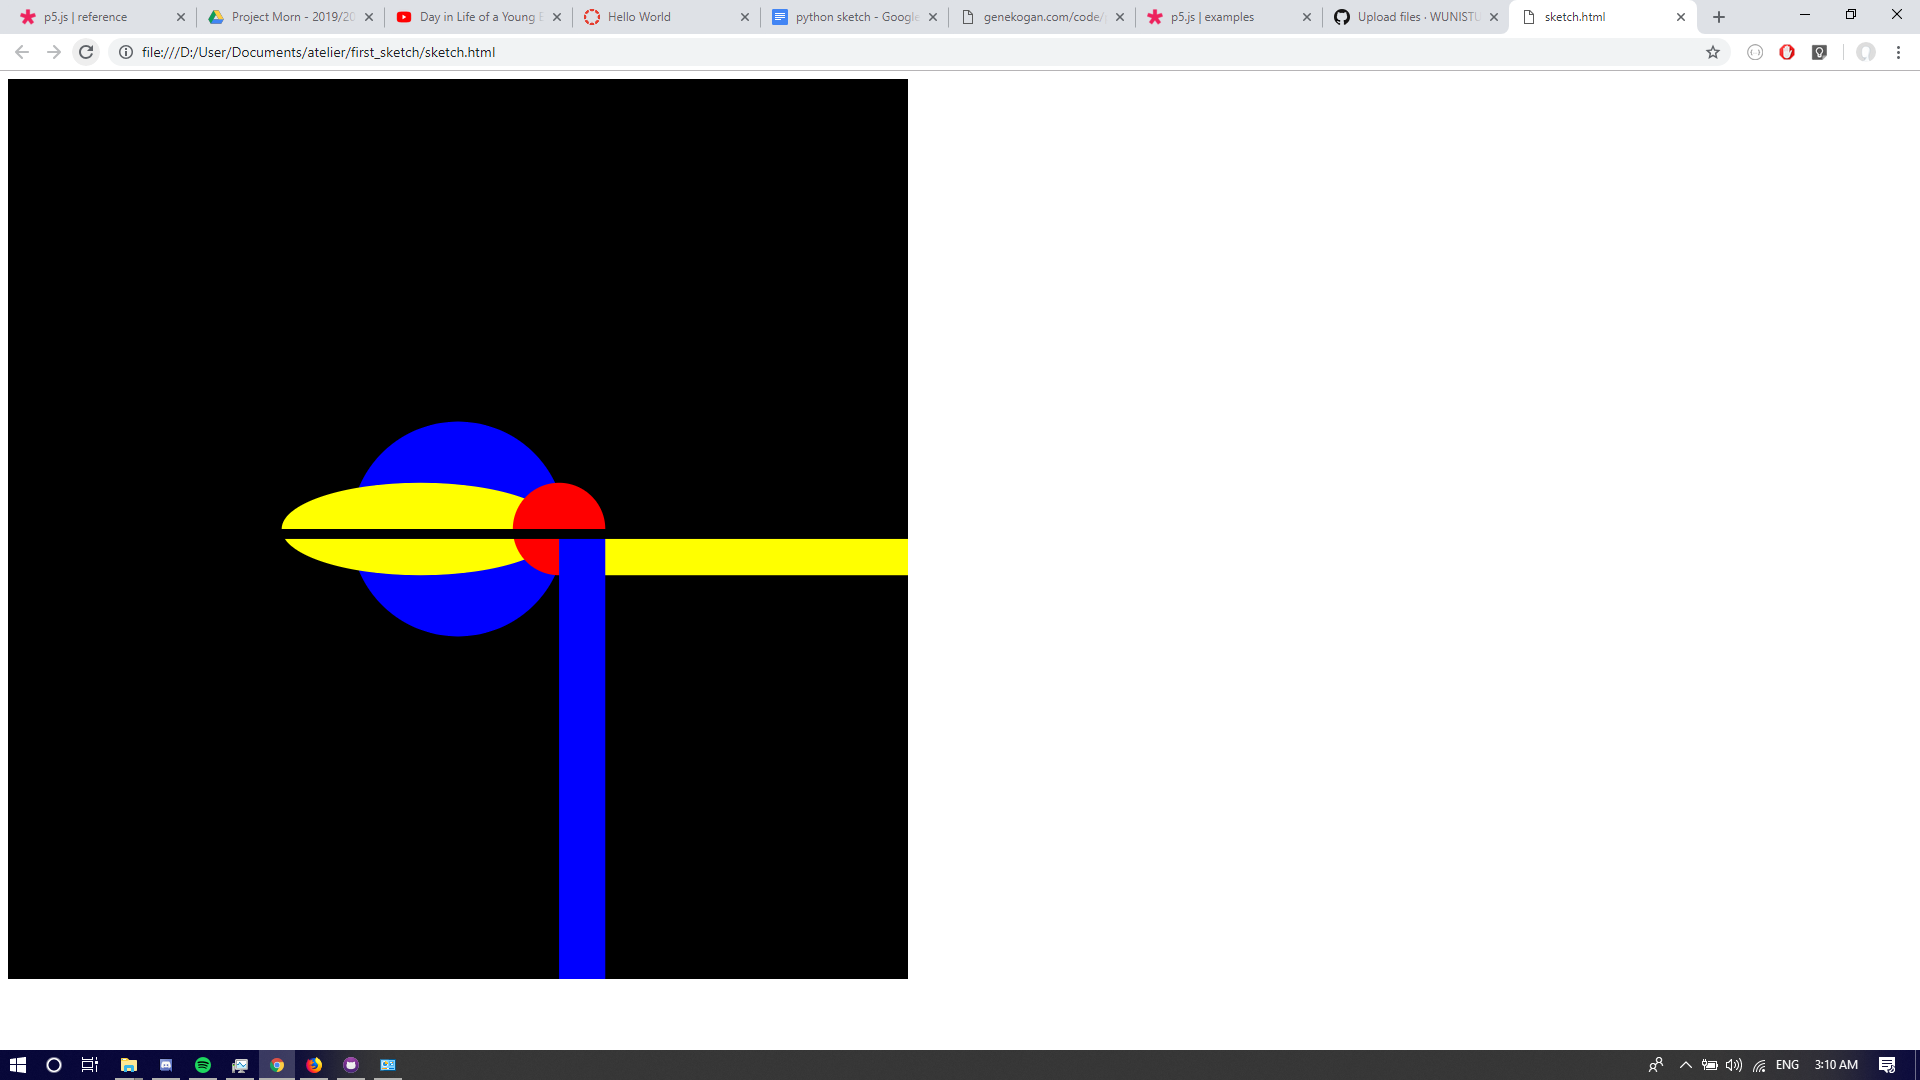 p5.js | reference
Project Morn - 2019/20
Day in Life of a Young
Hello World
python sketch - Google
genekogan.com/code/
p5.js | examples
Upload files · WUNISTU
sketch.html
file:///D:/User/Documents/atelier/first_sketch/sketch.html
ENG
3:10 AM